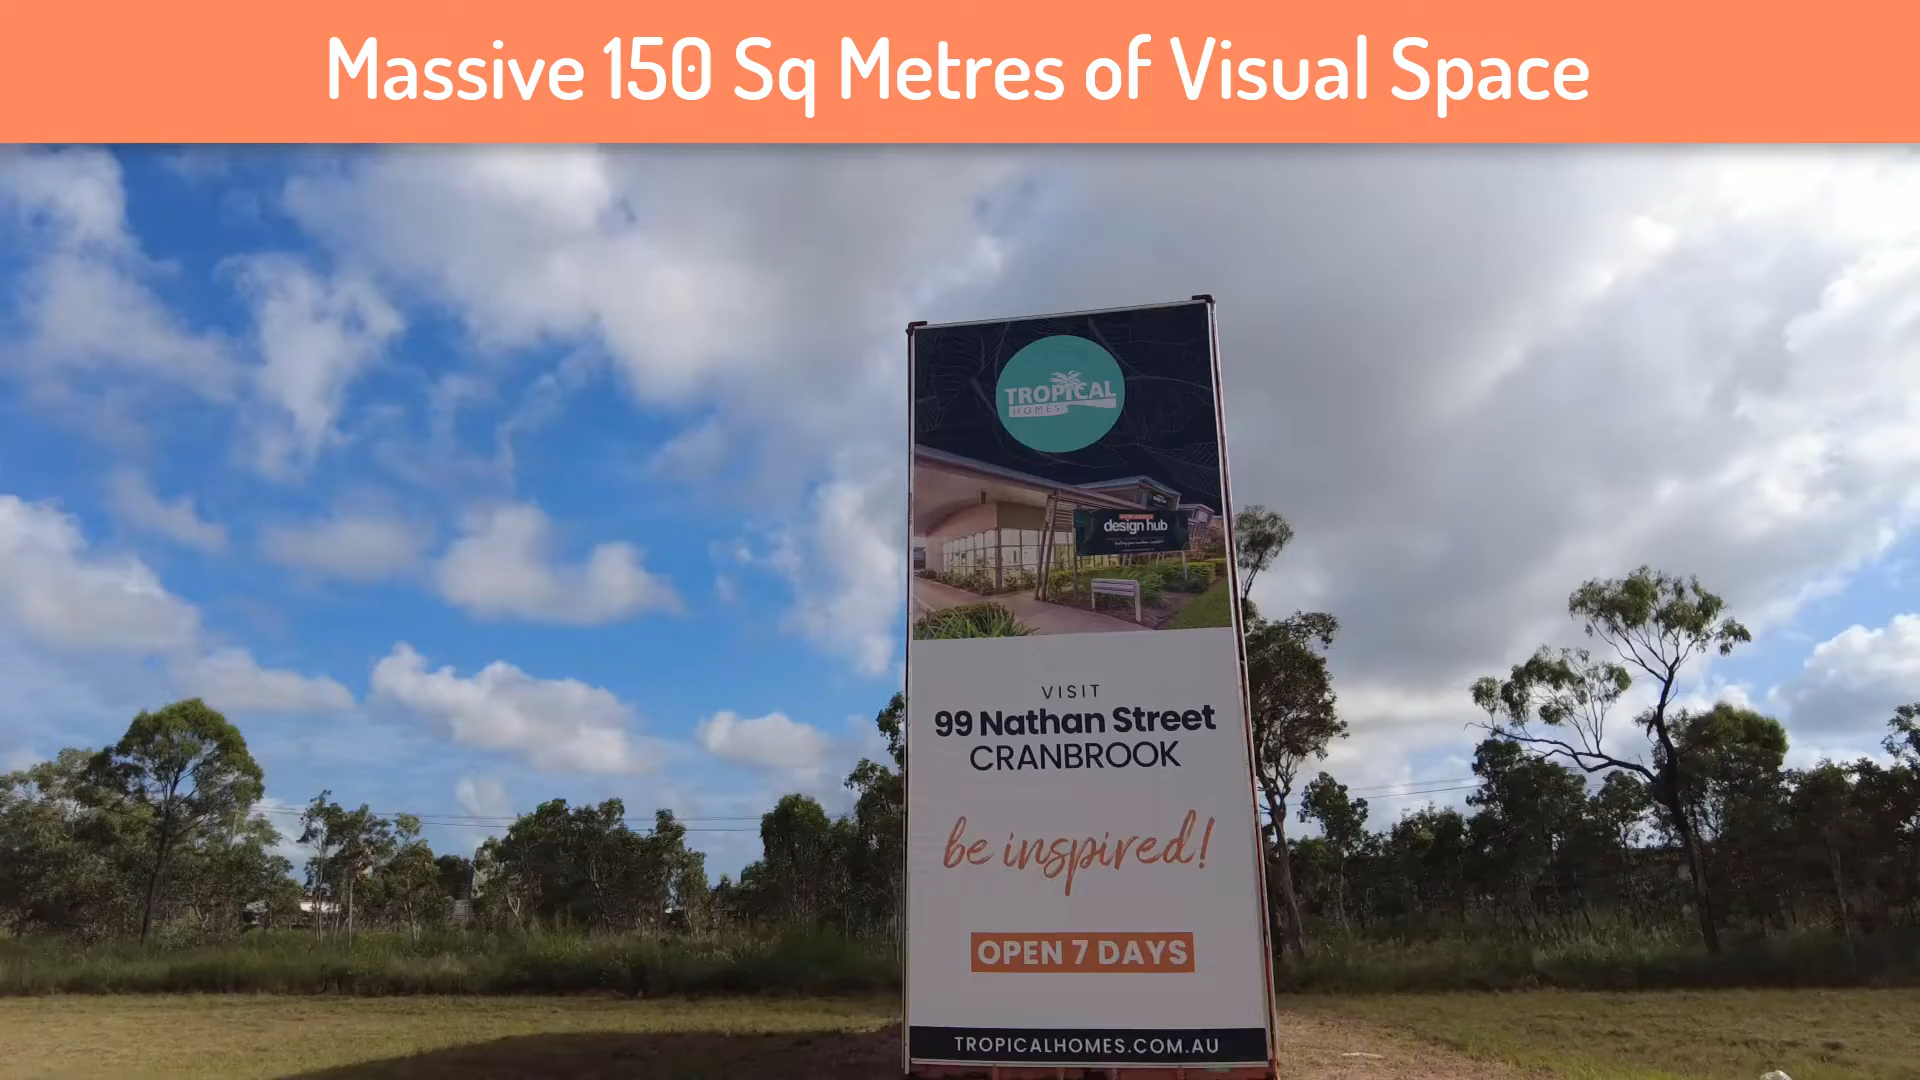 Massive 150 Sq Metres of Visual Space
TROPICAL
HOMES
design hub
VISIT
99 Nathan Street
CRANBROOK
be inspired!
OPEN 7 DAYS
TROPICALHOMES.COM.AU